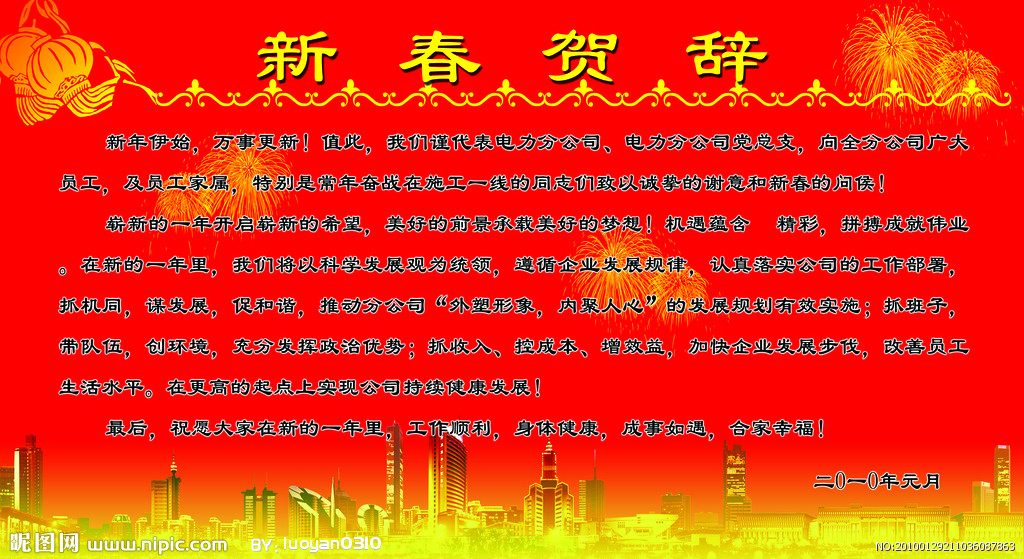 新春贺辞
新年伊始，万事更新！值此，我们谨代表电力分公司、电力分公司党总支，向全分公司广大
员工，及员工家属，特别是常年奋战在施工一线的同志们致以诚挚的谢意和新春的问侯！
崭新的一年开启崭新的希望，美好的前景承载美好的梦想！机遇蕴含　精彩，拼搏成就伟业
。在新的一年里，我们将以科学发展观为统领，遵循企业发展规律，认真落实公司的工作部署，
抓机同，谋发展，促和谐，推动分公司“外塑形象，内聚人心”的发展规划有效实施；抓班子，
带队伍，创环境，充分发挥政治优势；抓收入、控成本、增效益，加快企业发展步伐，改善员工
生活水平。在更高的起点上实现公司持续健康发展！
最后，祝愿大家在新的一年里，工作顺利，身体健康，成事如遇，合家幸福！
二0一0年元月
昵图网 www.nipic.com BY：luoyan0310
NO:20100129211036087863